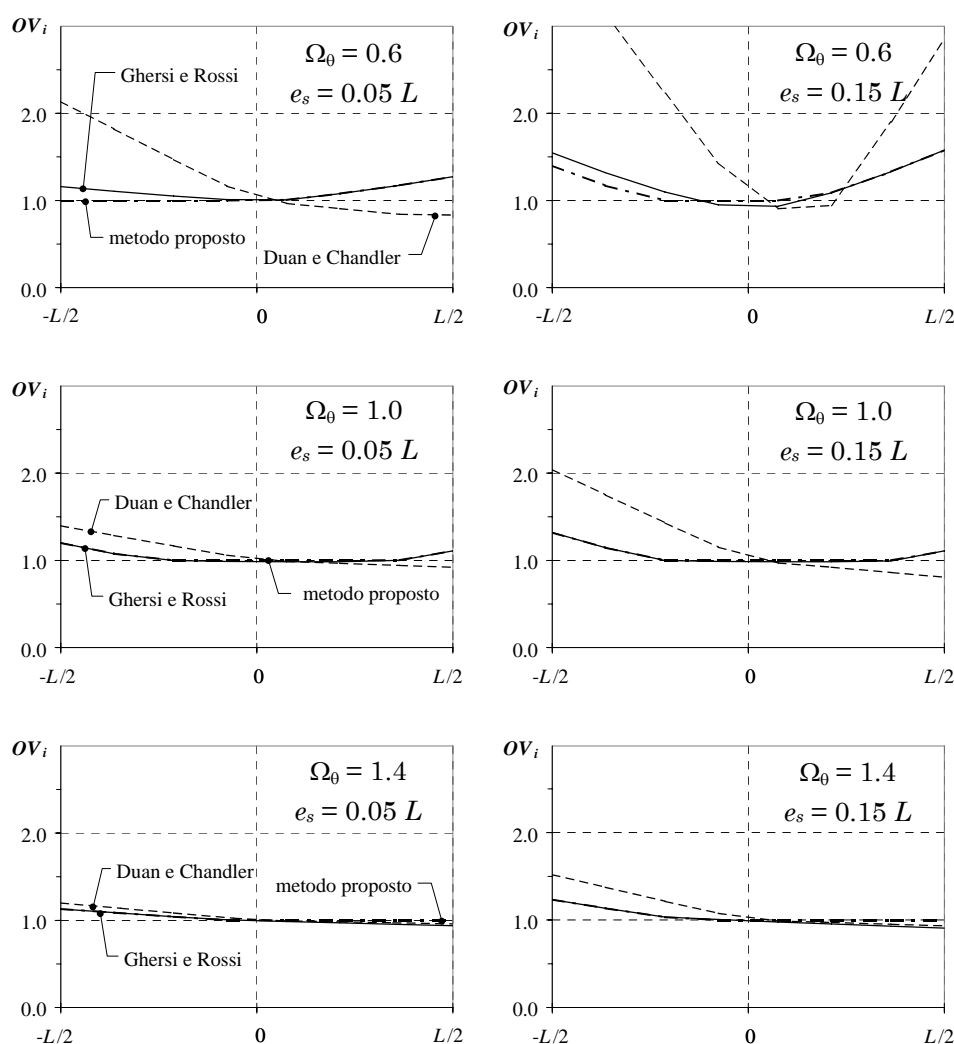 OVi
Ωθ = 0.6
es = 0.05 L
Ghersi e Rossi
2.0
1.0
metodo proposto
Duan e Chandler
0.0
-L/2
0
L/2
OVi
Ωθ = 0.6
es = 0.15 L
2.0
1.0
0.0
-L/2
0
L/2
OVi
Ωθ = 1.0
es = 0.05 L
2.0
Duan e Chandler
1.0
Ghersi e Rossi
metodo proposto
0.0
-L/2
0
L/2
OVi
Ωθ = 1.0
es = 0.15 L
2.0
1.0
0.0
-L/2
0
L/2
OVi
Ωθ = 1.4
es = 0.05 L
2.0
Duan e Chandler
metodo proposto
1.0
Ghersi e Rossi
0.0
-L/2
0
L/2
OVi
Ωθ = 1.4
es = 0.15 L
2.0
1.0
0.0
-L/2
0
L/2